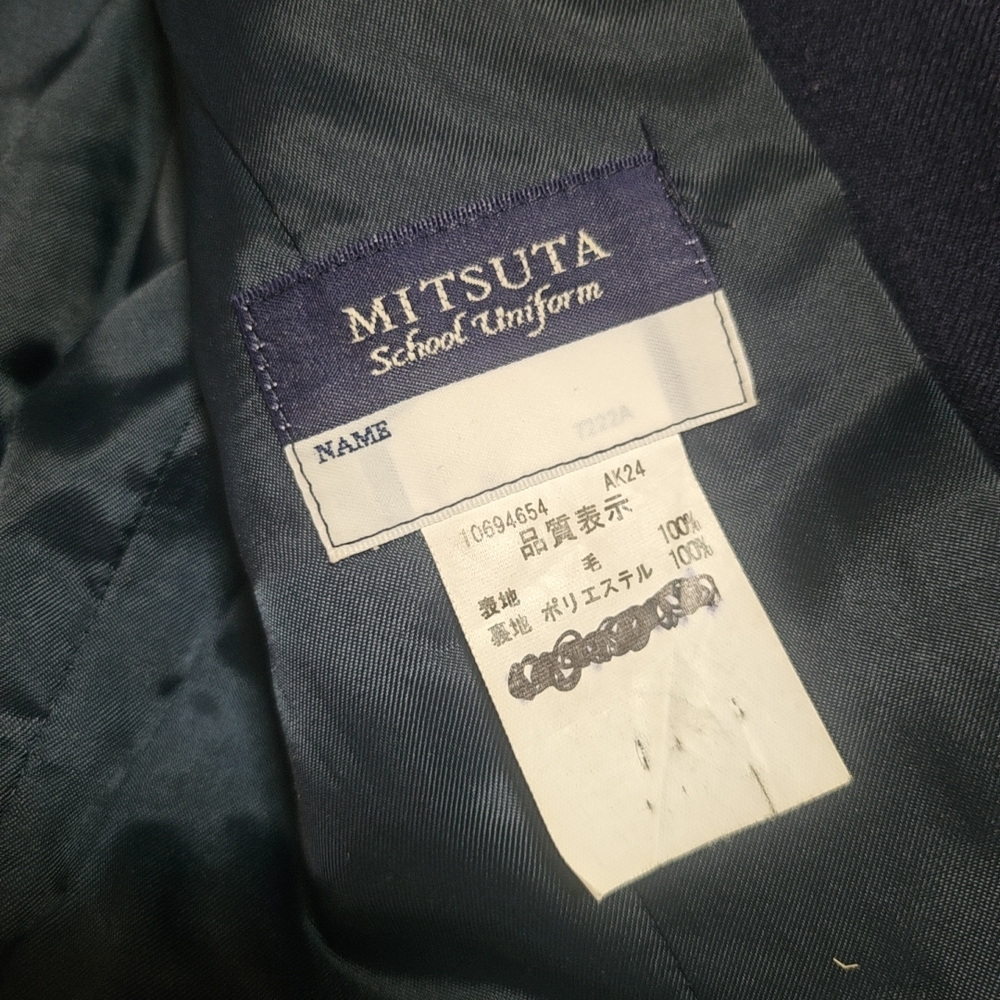 MITSUTA
School Uniform
NAME
7222A
10694654 AK24
品質表示
表地 毛 100%
裏地 ポリエステル 100%